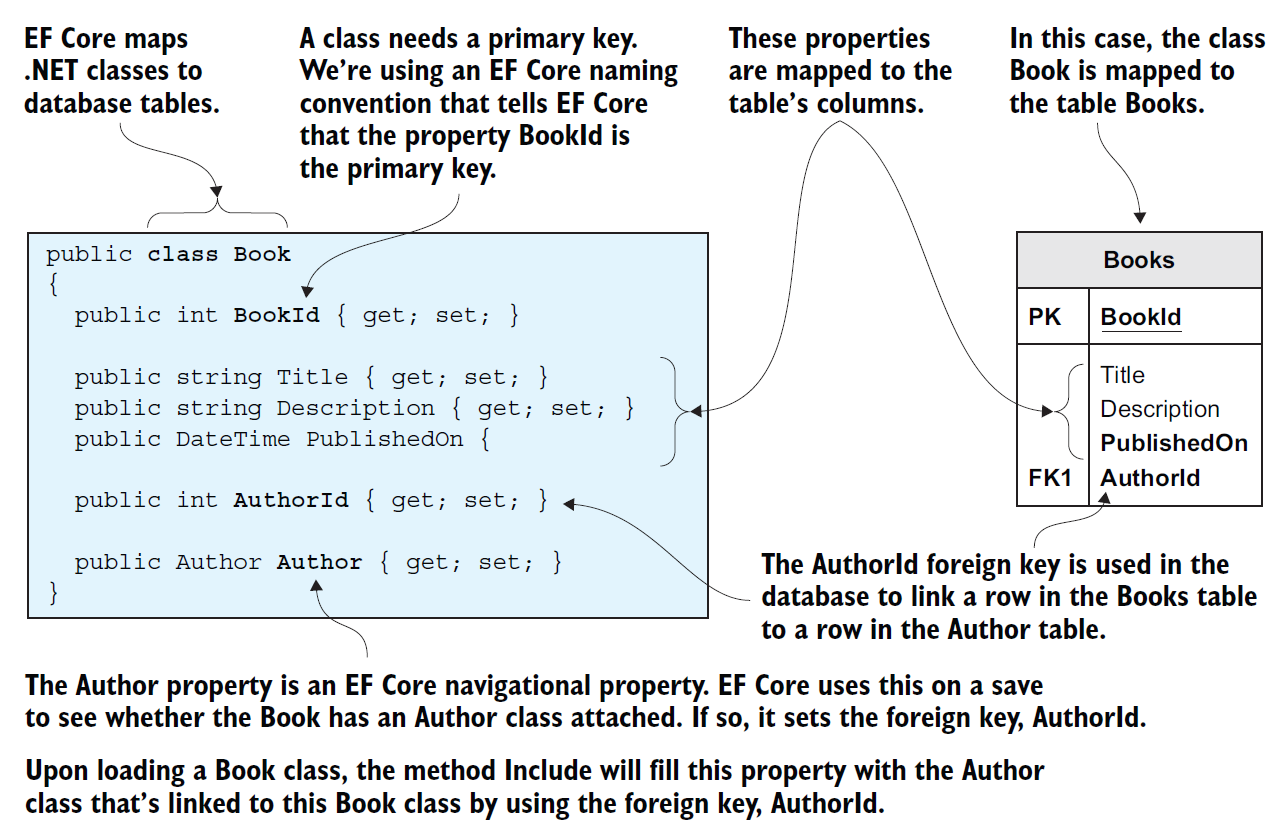 EF Core maps
.NET classes to
database tables.
A class needs a primary key.
We're using an EF Core naming
convention that tells EF Core
that the property BookId is
the primary key.
These properties
are mapped to the
table's columns.
In this case, the class
Book is mapped to
the table Books.
public class Book
{
public int BookId { get; set; }
public string Title { get; set; }
public string Description { get; set; }
public DateTime PublishedOn {
public int AuthorId { get; set; }
public Author Author { get; set; }
}
Books
PK BookId
Title
Description
PublishedOn
FK1 AuthorId
The AuthorId foreign key is used in the
database to link a row in the Books table
to a row in the Author table.
The Author property is an EF Core navigational property. EF Core uses this on a save
to see whether the Book has an Author class attached. If so, it sets the foreign key, AuthorId.
Upon loading a Book class, the method Include will fill this property with the Author
class that's linked to this Book class by using the foreign key, AuthorId.